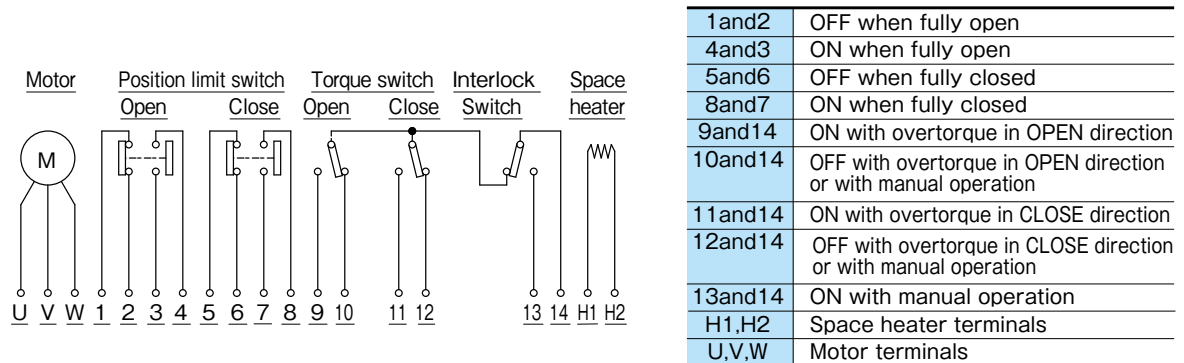 Motor Position limit switch Torque switch Interlock Space
Open Close Open Close Switch heater
M
U V W 1 2 3 4 5 6 7 8 9 10 11 12 13 14 H1 H2
1and2 OFF when fully open
4and3 ON when fully open
5and6 OFF when fully closed
8and7 ON when fully closed
9and14 ON with overtorque in OPEN direction
10and14 OFF with overtorque in OPEN direction
or with manual operation
11and14 ON with overtorque in CLOSE direction
12and14 OFF with overtorque in CLOSE direction
or with manual operation
13and14 ON with manual operation
H1,H2 Space heater terminals
U,V,W Motor terminals